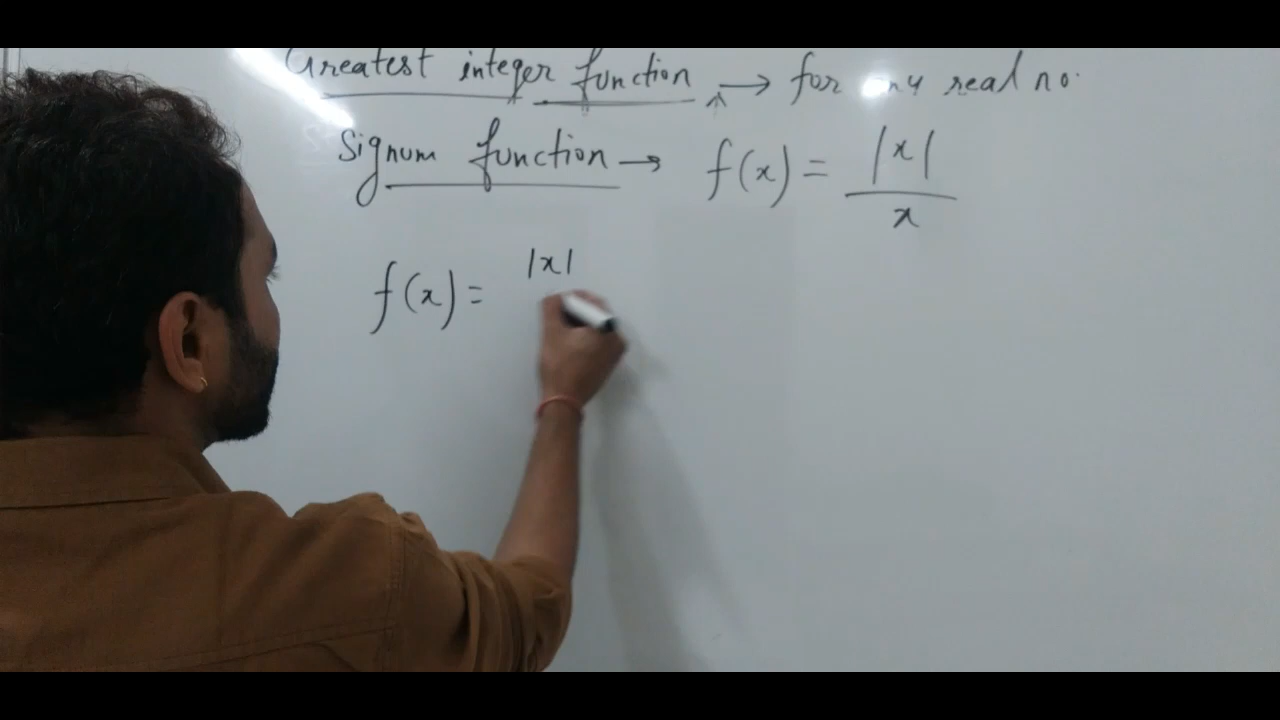 Greatest integer function → for any real no.
Signum function → f(x) = |x| / x
f(x) = |x|